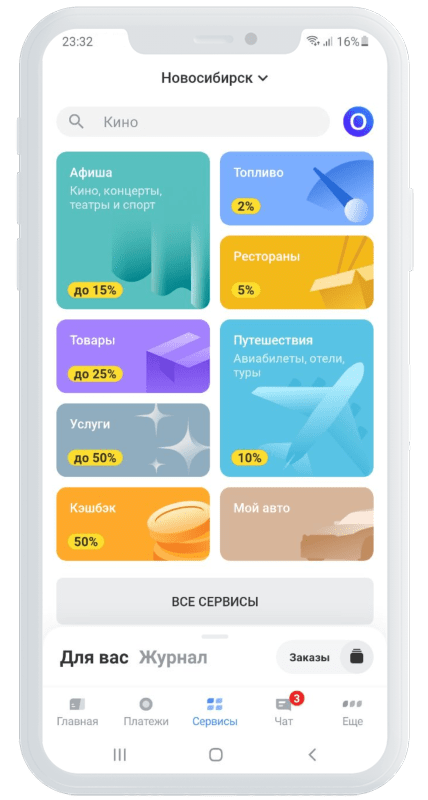 23:32
16%
Новосибирск
Кино
Афиша
Кино, концерты,
театры и спорт
до 15%
Топливо
2%
Рестораны
5%
Товары
до 25%
Путешествия
Авиабилеты, отели,
туры
10%
Услуги
до 50%
Кэшбэк
50%
Мой авто
ВСЕ СЕРВИСЫ
Для вас Журнал
Заказы
3
Главная
Платежи
Сервисы
Чат
Еще